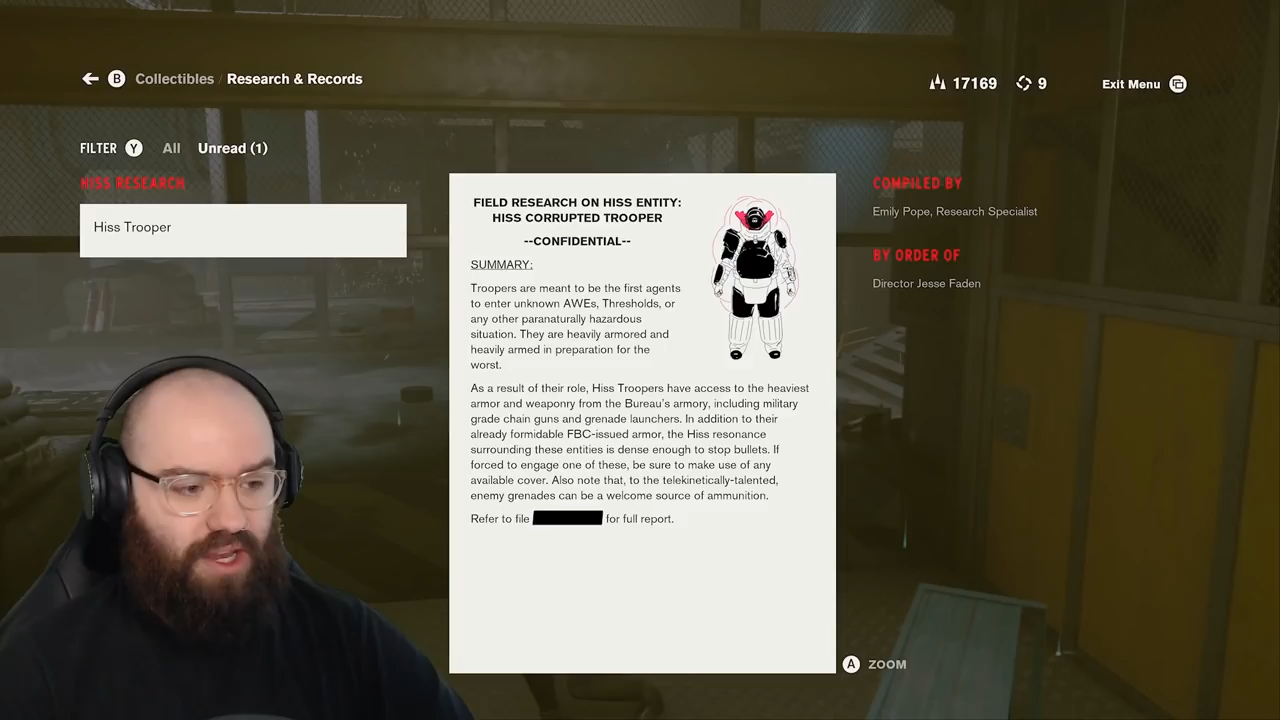 B Collectibles / Research & Records
17169 9 Exit Menu
FILTER Y All Unread (1)
HISS RESEARCH
Hiss Trooper
FIELD RESEARCH ON HISS ENTITY:
HISS CORRUPTED TROOPER
--CONFIDENTIAL--
SUMMARY:
Troopers are meant to be the first agents
to enter unknown AWEs, Thresholds, or
any other paranaturally hazardous
situation. They are heavily armored and
heavily armed in preparation for the
worst.
As a result of their role, Hiss Troopers have access to the heaviest
armor and weaponry from the Bureau's armory, including military
grade chain guns and grenade launchers. In addition to their
already formidable FBC-issued armor, the Hiss resonance
surrounding these entities is dense enough to stop bullets. If
forced to engage one of these, be sure to make use of any
available cover. Also note that, to the telekinetically-talented,
enemy grenades can be a welcome source of ammunition.
Refer to file for full report.
COMPILED BY
Emily Pope, Research Specialist
BY ORDER OF
Director Jesse Faden
A ZOOM